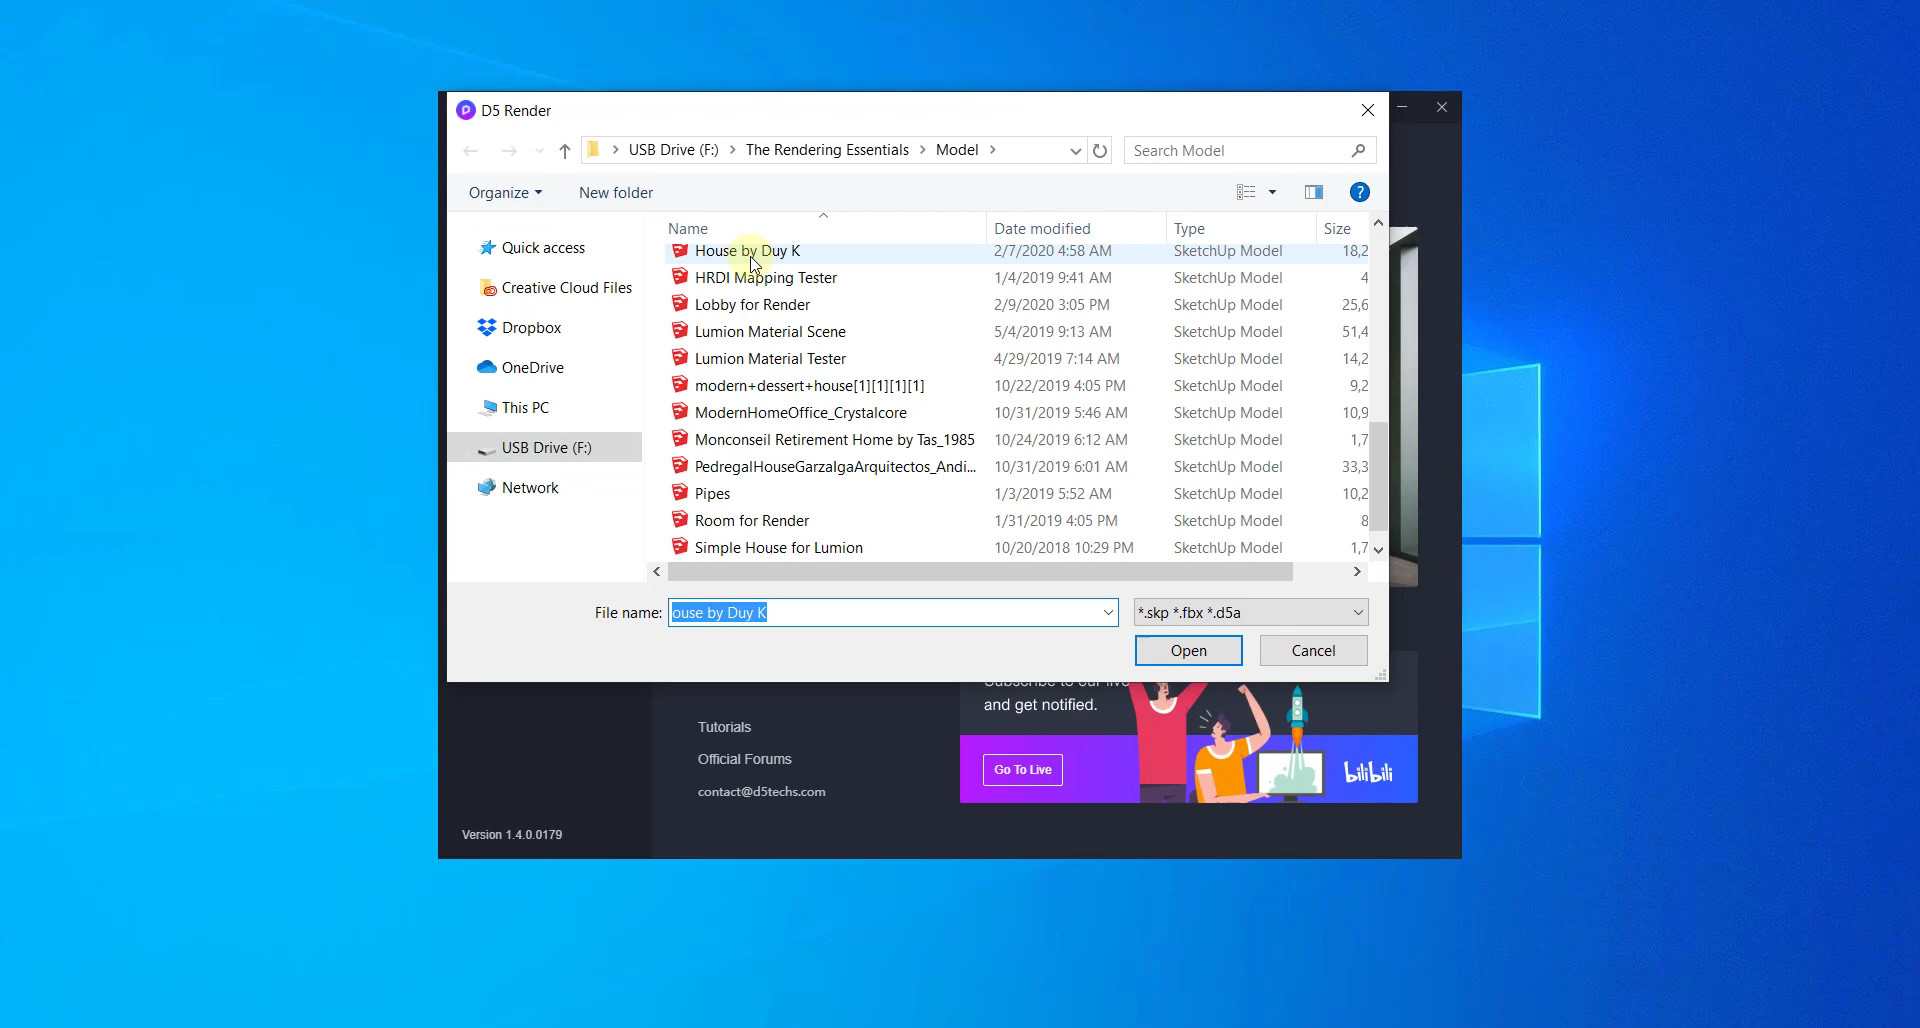 D5 Render
USB Drive (F:) > The Rendering Essentials > Model >
Search Model
Organize
New folder
?
Name Date modified Type Size
Quick access
Creative Cloud Files
Dropbox
OneDrive
This PC
USB Drive (F:)
Network
House by Duy K 2/7/2020 4:58 AM SketchUp Model 18,2
HRDI Mapping Tester 1/4/2019 9:41 AM SketchUp Model 4
Lobby for Render 2/9/2020 3:05 PM SketchUp Model 25,6
Lumion Material Scene 5/4/2019 9:13 AM SketchUp Model 51,4
Lumion Material Tester 4/29/2019 7:14 AM SketchUp Model 14,2
modern+dessert+house[1][1][1][1] 10/22/2019 4:05 PM SketchUp Model 9,2
ModernHomeOffice_Crystalcore 10/31/2019 5:46 AM SketchUp Model 10,9
Monconseil Retirement Home by Tas_1985 10/24/2019 6:12 AM SketchUp Model 1,7
PedregalHouseGarzaIgaArquitectos_Andi... 10/31/2019 6:01 AM SketchUp Model 33,3
Pipes 1/3/2019 5:52 AM SketchUp Model 10,2
Room for Render 1/31/2019 4:05 PM SketchUp Model 8
Simple House for Lumion 10/20/2018 10:29 PM SketchUp Model 1,7
File name: ouse by Duy K
*.skp *.fbx *.d5a
Open
Cancel
Subscribe to our live
and get notified.
Go To Live
bilibili
Tutorials
Official Forums
contact@d5techs.com
Version 1.4.0.0179